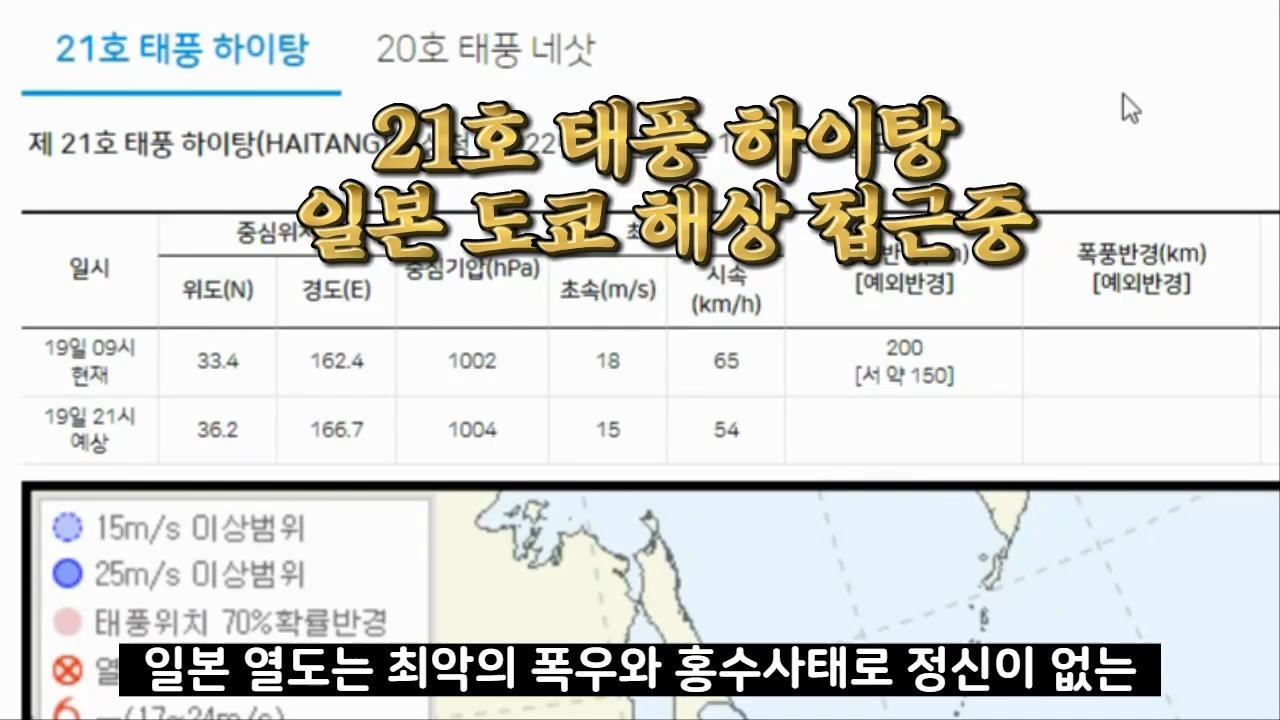 21호 태풍 하이탕 20호 태풍 네삿
21호 태풍 하이탕
일본 도쿄 해상 접근중
제 21호 태풍 하이탕(HAITANG
일시 중심위치 중심기압(hPa) 폭풍반경(km)
[예외반경] [예외반경]
위도(N) 경도(E) 초속(m/s) 시속
(km/h)
19일 09시
현재 33.4 162.4 1002 18 65 200
[서 약 150]
19일 21시
예상 36.2 166.7 1004 15 54
15m/s 이상범위
25m/s 이상범위
태풍위치 70%확률반경
일본 열도는 최악의 폭우와 홍수사태로 정신이 없는